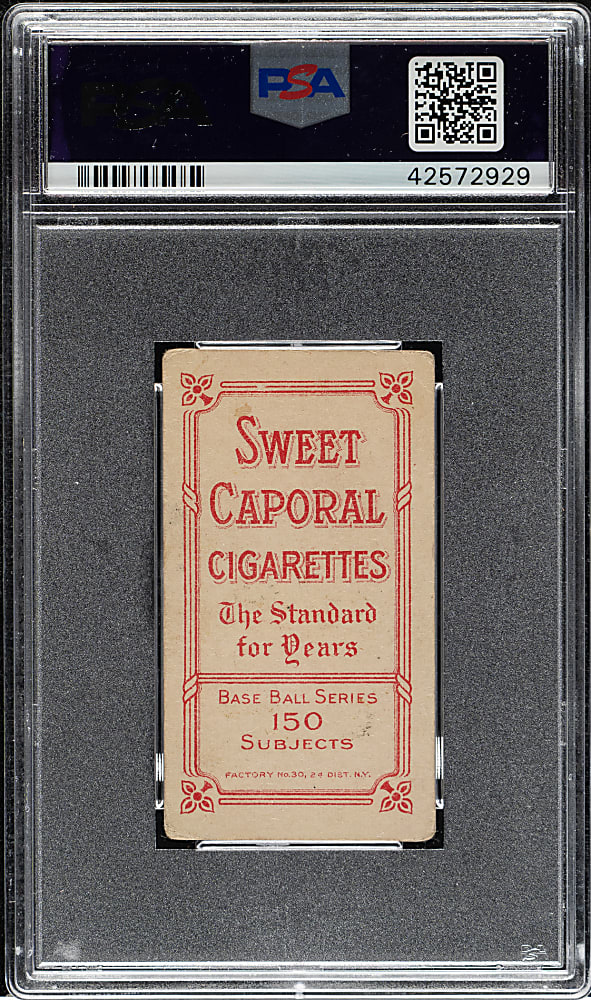 PSA
PSA
42572929
SWEET
CAPORAL
CIGARETTES
The Standard
for Years
BASE BALL SERIES
150
SUBJECTS
FACTORY No. 30, 2d DIST. N.Y.